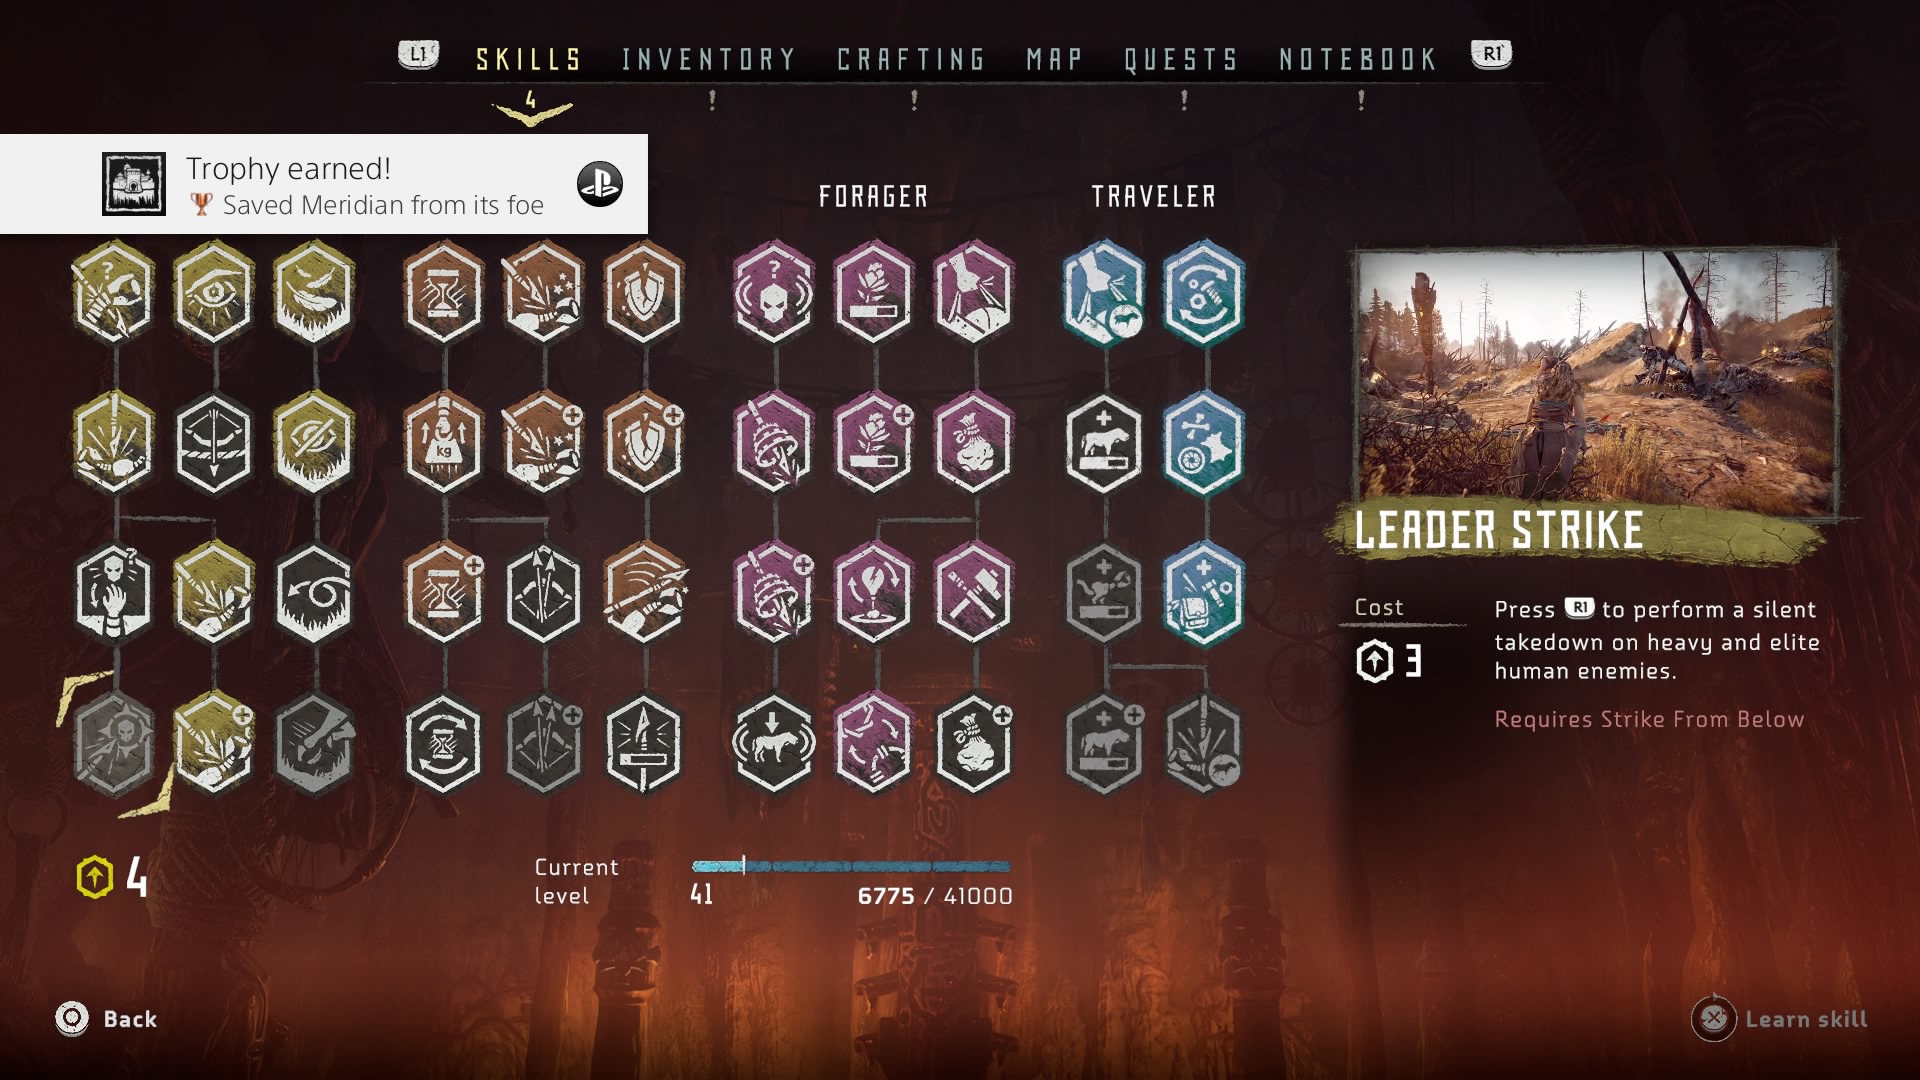 L1 SKILLS INVENTORY CRAFTING MAP QUESTS NOTEBOOK R1
4 ! ! ! !
Trophy earned!
Saved Meridian from its foe
FORAGER TRAVELER
? ?
kg
?
LEADER STRIKE
Cost
3
Press R1 to perform a silent
takedown on heavy and elite
human enemies.
Requires Strike From Below
4
Current
level
41 6775 / 41000
Back
Learn skill